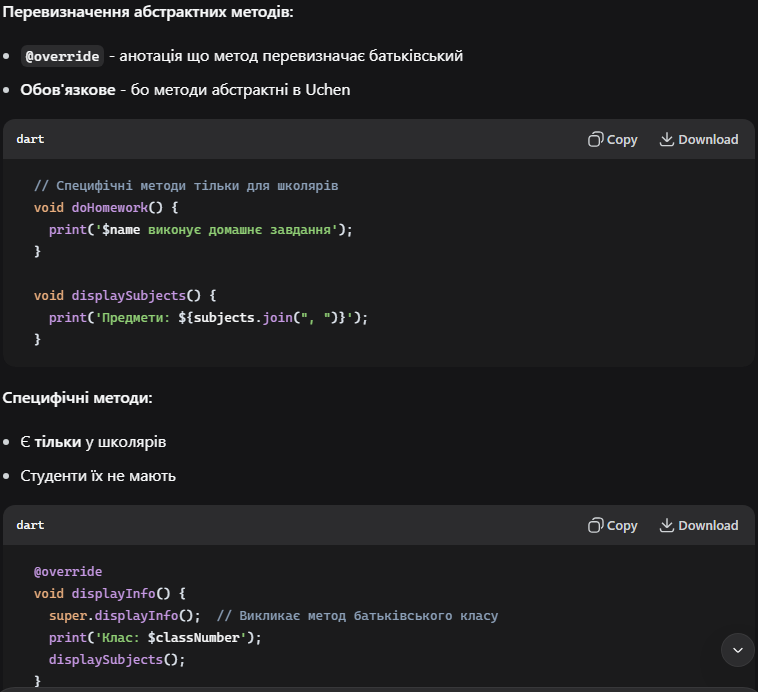 Перевизначення абстрактних методів:
@override - анотація що метод перевизначає батьківський
Обов'язкове - бо методи абстрактні в Uchen
dart Copy Download
// Специфічні методи тільки для школярів
void doHomework() {
  print('$name виконує домашнє завдання');
}
void displaySubjects() {
  print('Предмети: ${subjects.join(", ")}');
}
Специфічні методи:
Є тільки у школярів
Студенти їх не мають
dart Copy Download
@override
void displayInfo() {
  super.displayInfo();  // Викликає метод батьківського класу
  print('Клас: $classNumber');
  displaySubjects();
}